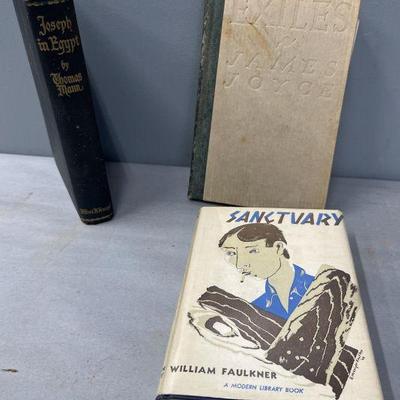 Joseph
in Egypt
by
Thomas
Mann
EXILES
JAMES
JOYCE
SANCTUARY
WILLIAM FAULKNER
A MODERN LIBRARY BOOK